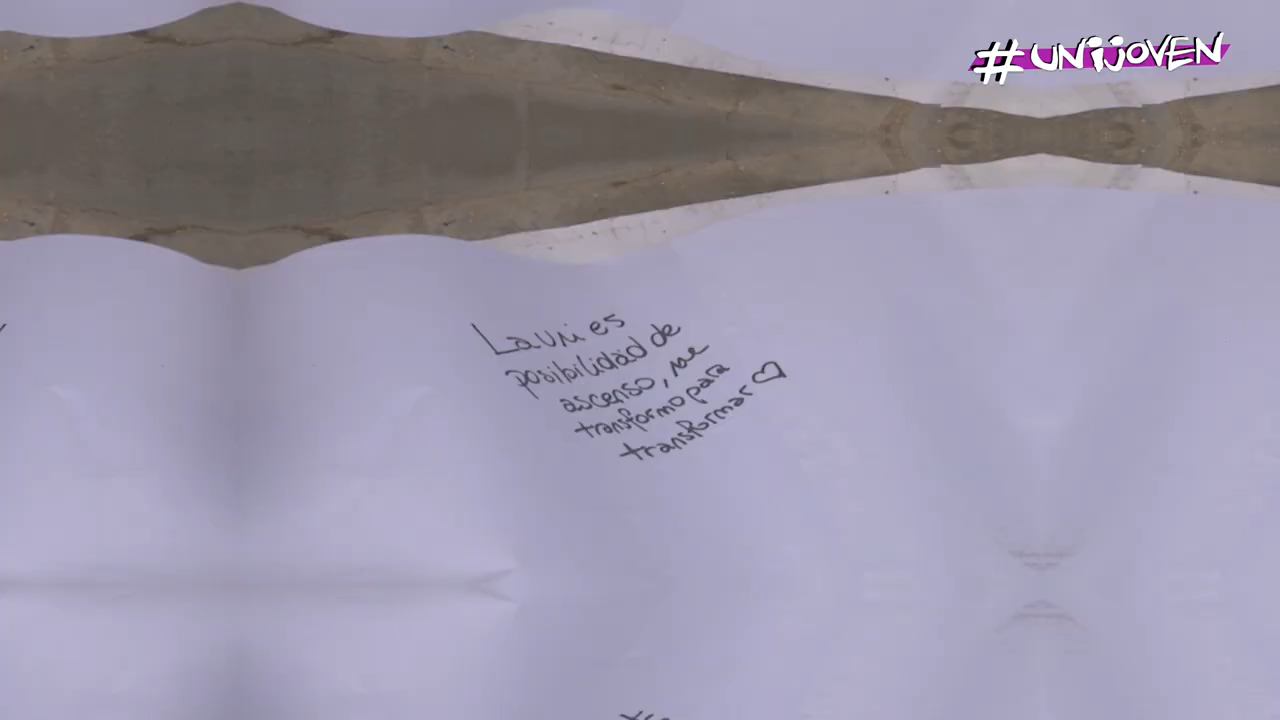 #UNIJOVEN
La uni es
posibilidad de
ascenso, me
transformo para
transformar ♡